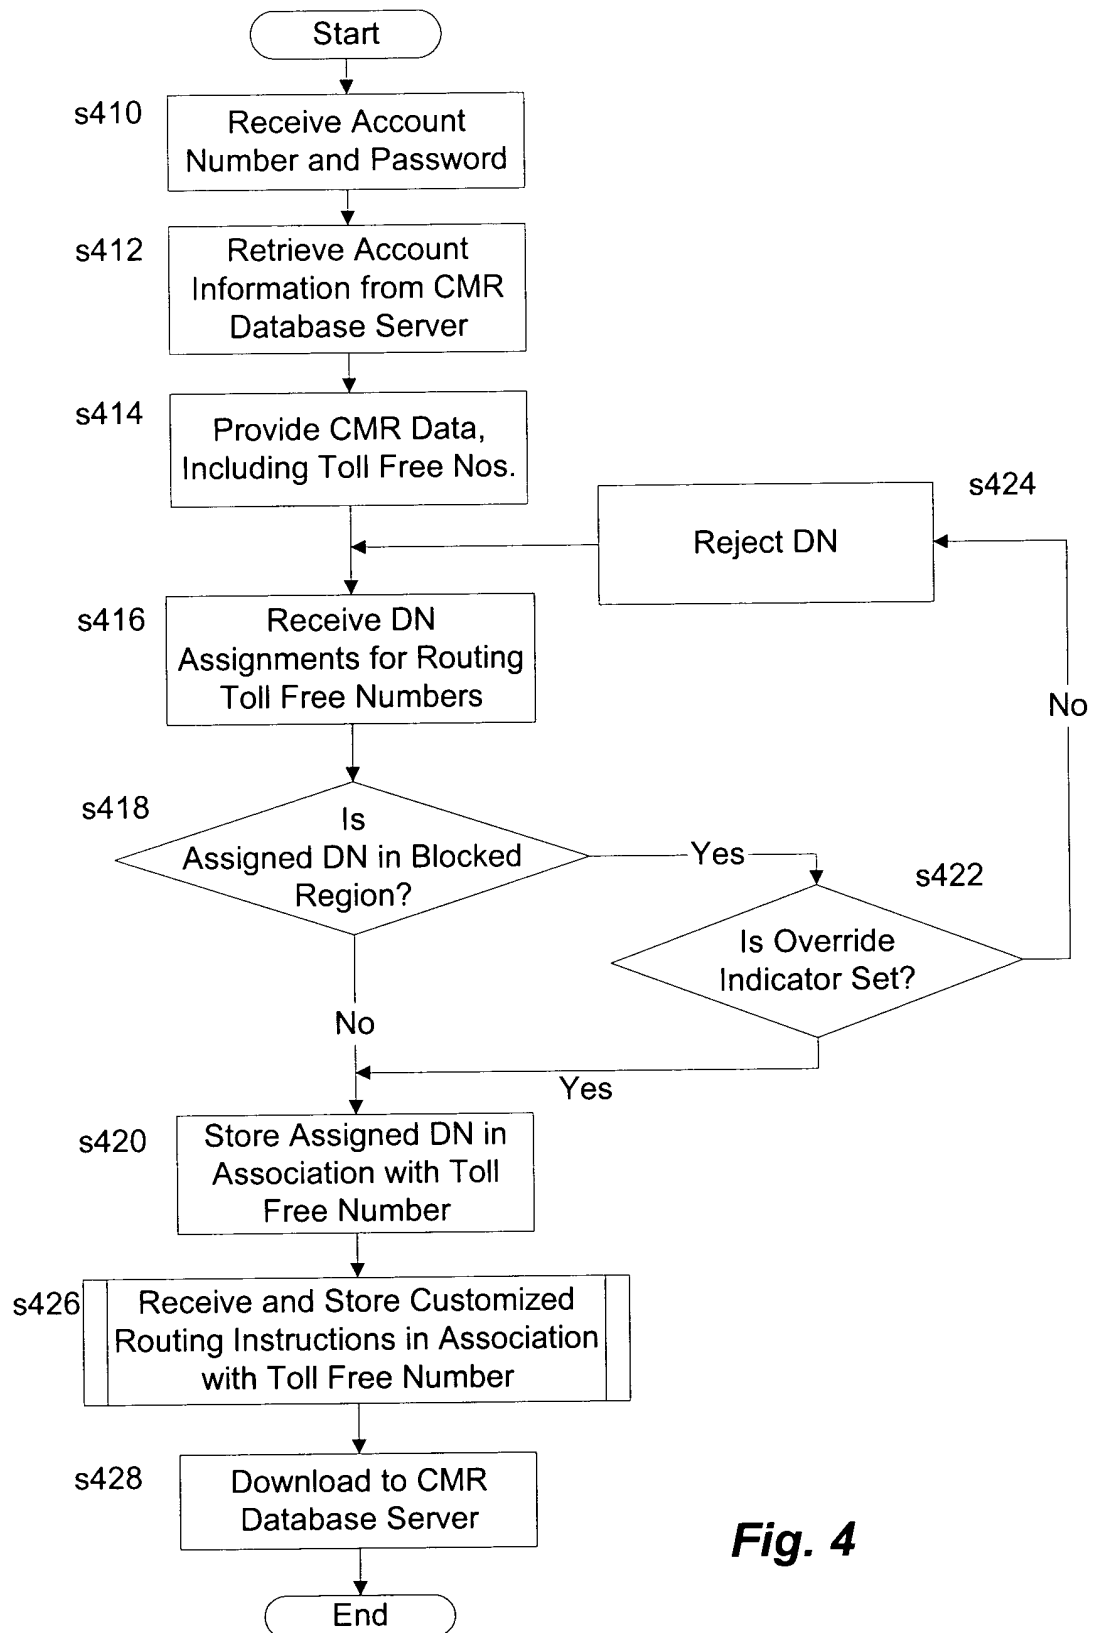 Start
s410
Receive Account
Number and Password
s412
Retrieve Account
Information from CMR
Database Server
s414
Provide CMR Data,
Including Toll Free Nos.
s424
Reject DN
s416
Receive DN
Assignments for Routing
Toll Free Numbers
No
s418
Is
Assigned DN in Blocked
Region?
Yes
s422
Is Override
Indicator Set?
No
Yes
s420
Store Assigned DN in
Association with Toll
Free Number
s426
Receive and Store Customized
Routing Instructions in Association
with Toll Free Number
s428
Download to CMR
Database Server
Fig. 4
End